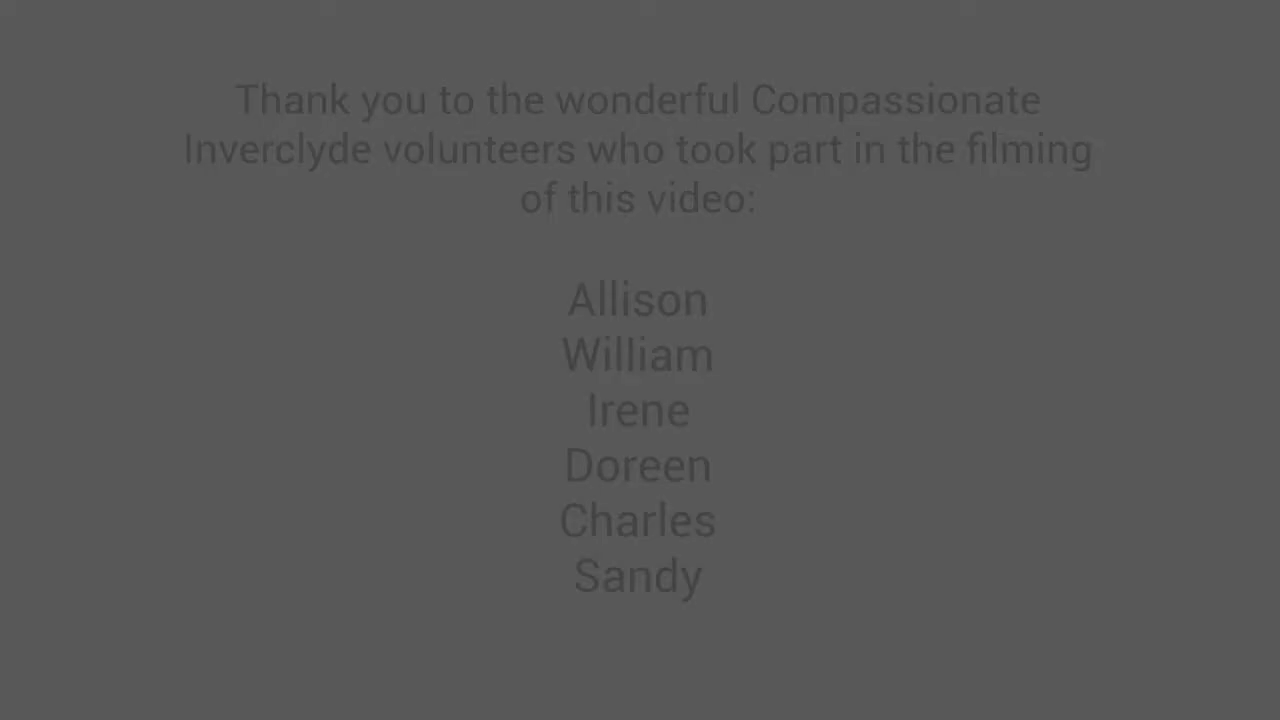 Thank you to the wonderful Compassionate
Inverclyde volunteers who took part in the filming
of this video:
Allison
William
Irene
Doreen
Charles
Sandy